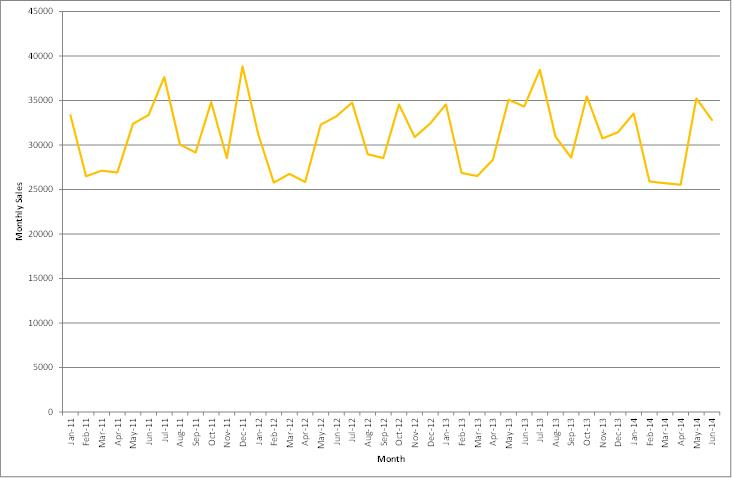 45000
40000
35000
30000
25000
20000
15000
10000
5000
0
Monthly Sales
Jan-11
Feb-11
Mar-11
Apr-11
May-11
Jun-11
Jul-11
Aug-11
Sep-11
Oct-11
Nov-11
Dec-11
Jan-12
Feb-12
Mar-12
Apr-12
May-12
Jun-12
Jul-12
Aug-12
Sep-12
Oct-12
Nov-12
Dec-12
Jan-13
Feb-13
Mar-13
Apr-13
May-13
Jun-13
Jul-13
Aug-13
Sep-13
Oct-13
Nov-13
Dec-13
Jan-14
Feb-14
Mar-14
Apr-14
May-14
Jun-14
Month